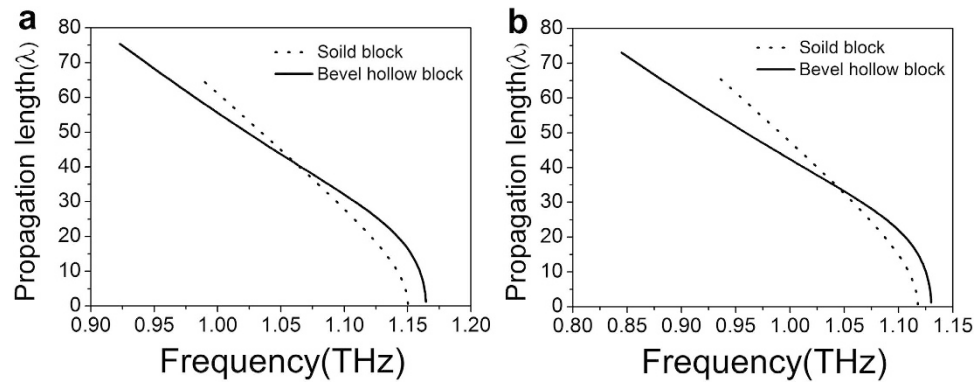 a
80
70
60
50
40
30
20
10
0
Propagation length(λ)
Soild block
Bevel hollow block
0.90 0.95 1.00 1.05 1.10 1.15 1.20
Frequency(THz)
b
80
70
60
50
40
30
20
10
0
Propagation length(λ)
Soild block
Bevel hollow block
0.80 0.85 0.90 0.95 1.00 1.05 1.10 1.15
Frequency(THz)